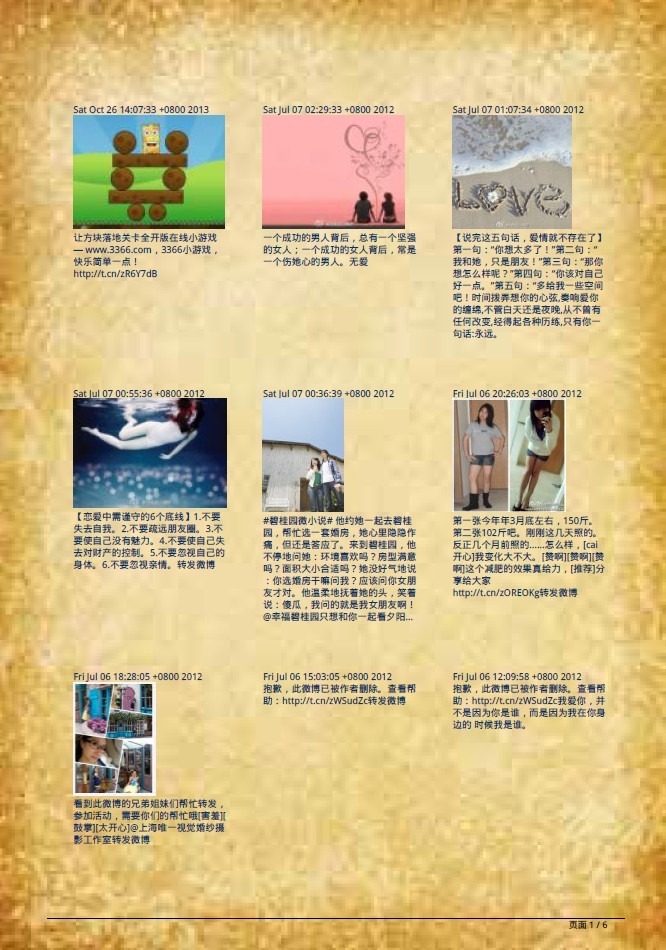 Sat Oct 26 14:07:33 +0800 2013
让方块落地关卡全开版在线小游戏
— www.3366.com，3366小游戏，
快乐简单一点！
http://t.cn/zR6Y7dB
Sat Jul 07 02:29:33 +0800 2012
一个成功的男人背后，总有一个坚强
的女人；一个成功的女人背后，常是
一个伤她心的男人。无爱
Sat Jul 07 01:07:34 +0800 2012
LOVE
【说完这五句话，爱情就不存在了】
第一句：“你想太多了！”第二句：“
我和她，只是朋友！”第三句：“那你
想怎么样呢？”第四句：“你该对自己
好一点。”第五句：“多给我一些空间
吧！时间拨弄想你的心弦,奏响爱你
的缠绵,不管白天还是夜晚,从不曾有
任何改变,经得起各种历练,只有你一
句话:永远。
Sat Jul 07 00:55:36 +0800 2012
【恋爱中需谨守的6个底线】1.不要
失去自我。2.不要疏远朋友圈。3.不
要使自己没有魅力。4.不要使自己失
去对财产的控制。5.不要忽视自己的
身体。6.不要忽视亲情。转发微博
Sat Jul 07 00:36:39 +0800 2012
#碧桂园微小说# 他约她一起去碧桂
园，帮忙选一套婚房，她心里隐隐作
痛，但还是答应了。来到碧桂园，他
不停地问她：环境喜欢吗？房型满意
吗？面积大小合适吗？她没好气地说
：你选婚房干嘛问我？应该问你女朋
友才对。他温柔地抚着她的头，笑着
说：傻瓜，我问的就是我女朋友啊！
@幸福碧桂园只想和你一起看夕阳...
Fri Jul 06 20:26:03 +0800 2012
第一张今年年3月底左右，150斤。
第二张102斤吧。刚刚这几天照的。
反正几个月前照的......怎么样，[cai
开心]我变化大不大。[赞啊][赞啊][赞
啊]这个减肥的效果真给力，[推荐]分
享给大家
http://t.cn/zOREOKg转发微博
Fri Jul 06 18:28:05 +0800 2012
看到此微博的兄弟姐妹们帮忙转发，
参加活动，需要你们的帮忙哦[害羞][
鼓掌][太开心]@上海唯一视觉婚纱摄
影工作室转发微博
Fri Jul 06 15:03:05 +0800 2012
抱歉，此微博已被作者删除。查看帮
助：http://t.cn/zWSudZc转发微博
Fri Jul 06 12:09:58 +0800 2012
抱歉，此微博已被作者删除。查看帮
助：http://t.cn/zWSudZc我爱你，并
不是因为你是谁，而是因为我在你身
边的 时候我是谁。
页面 1 / 6